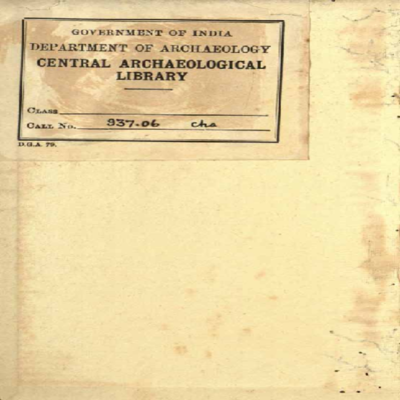 GOVERNMENT OF INDIA
DEPARTMENT OF ARCHAEOLOGY
CENTRAL ARCHAEOLOGICAL
LIBRARY
CLASS
CALL No. 937.06 Cha
D.G.A. 79.